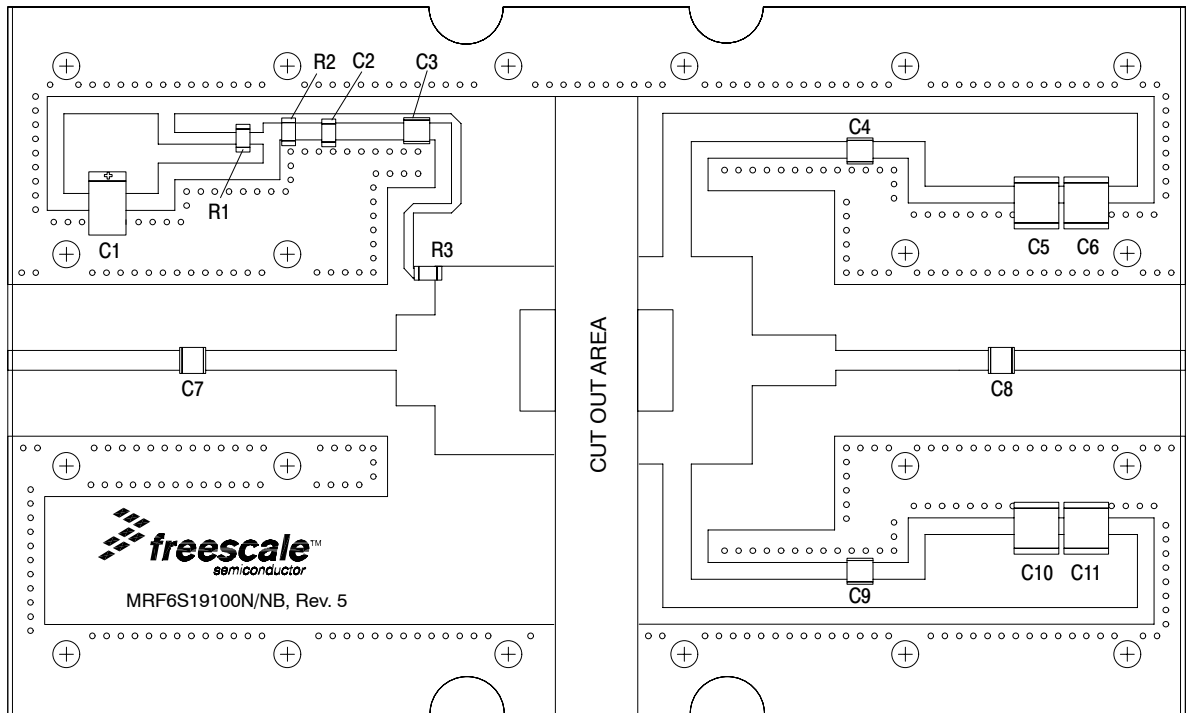 R2
C2
C3
C4
R1
C1
R3
C5
C6
CUT OUT AREA
C7
C8
freescale™
semiconductor
MRF6S19100N/NB, Rev. 5
C9
C10
C11